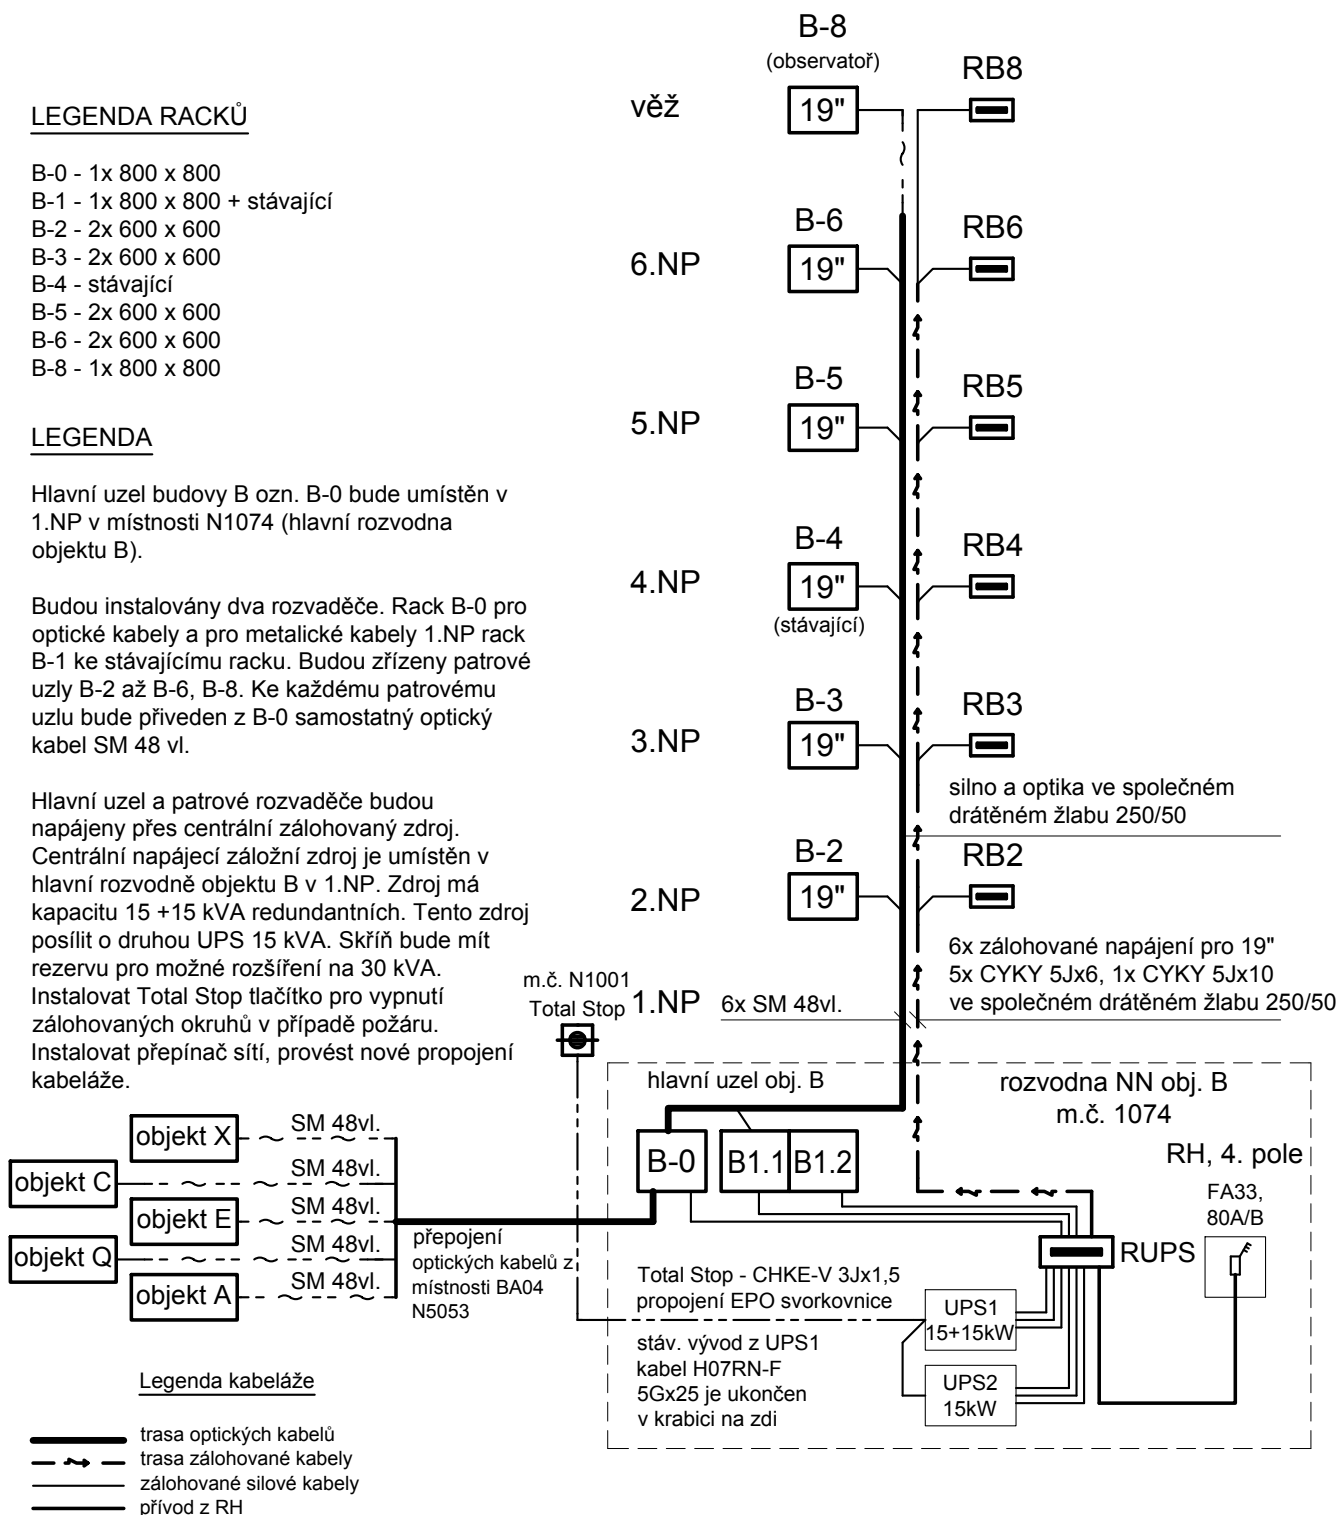 LEGENDA RACKŮ
B-0 - 1x 800 x 800
B-1 - 1x 800 x 800 + stávající
B-2 - 2x 600 x 600
B-3 - 2x 600 x 600
B-4 - stávající
B-5 - 2x 600 x 600
B-6 - 2x 600 x 600
B-8 - 1x 800 x 800
LEGENDA
Hlavní uzel budovy B ozn. B-0 bude umístěn v
1.NP v místnosti N1074 (hlavní rozvodna
objektu B).
Budou instalovány dva rozvaděče. Rack B-0 pro
optické kabely a pro metalické kabely 1.NP rack
B-1 ke stávajícímu racku. Budou zřízeny patrové
uzly B-2 až B-6, B-8. Ke každému patrovému
uzlu bude přiveden z B-0 samostatný optický
kabel SM 48 vl.
Hlavní uzel a patrové rozvaděče budou
napájeny přes centrální zálohovaný zdroj.
Centrální napájecí záložní zdroj je umístěn v
hlavní rozvodně objektu B v 1.NP. Zdroj má
kapacitu 15 +15 kVA redundantních. Tento zdroj
posílit o druhou UPS 15 kVA. Skříň bude mít
rezervu pro možné rozšíření na 30 kVA.
Instalovat Total Stop tlačítko pro vypnutí
zálohovaných okruhů v případě požáru.
Instalovat přepínač sítí, provést nové propojení
kabeláže.
B-8
(observatoř)
věž
19"
RB8
B-6
6.NP
19"
RB6
B-5
5.NP
19"
RB5
B-4
4.NP
19"
(stávající)
RB4
B-3
3.NP
19"
RB3
silno a optika ve společném
drátěném žlabu 250/50
B-2
2.NP
19"
RB2
6x zálohované napájení pro 19"
5x CYKY 5Jx6, 1x CYKY 5Jx10
ve společném drátěném žlabu 250/50
m.č. N1001
Total Stop
1.NP
6x SM 48vl.
hlavní uzel obj. B
rozvodna NN obj. B
m.č. 1074
B-0
B1.1
B1.2
RH, 4. pole
FA33,
80A/B
RUPS
objekt X
SM 48vl.
objekt C
SM 48vl.
objekt E
SM 48vl.
objekt Q
SM 48vl.
objekt A
SM 48vl.
přepojení
optických kabelů z
místnosti BA04
N5053
Total Stop - CHKE-V 3Jx1,5
propojení EPO svorkovnice
stáv. vývod z UPS1
kabel H07RN-F
5Gx25 je ukončen
v krabici na zdi
UPS1
15+15kW
UPS2
15kW
Legenda kabeláže
trasa optických kabelů
trasa zálohované kabely
zálohované silové kabely
přívod z RH